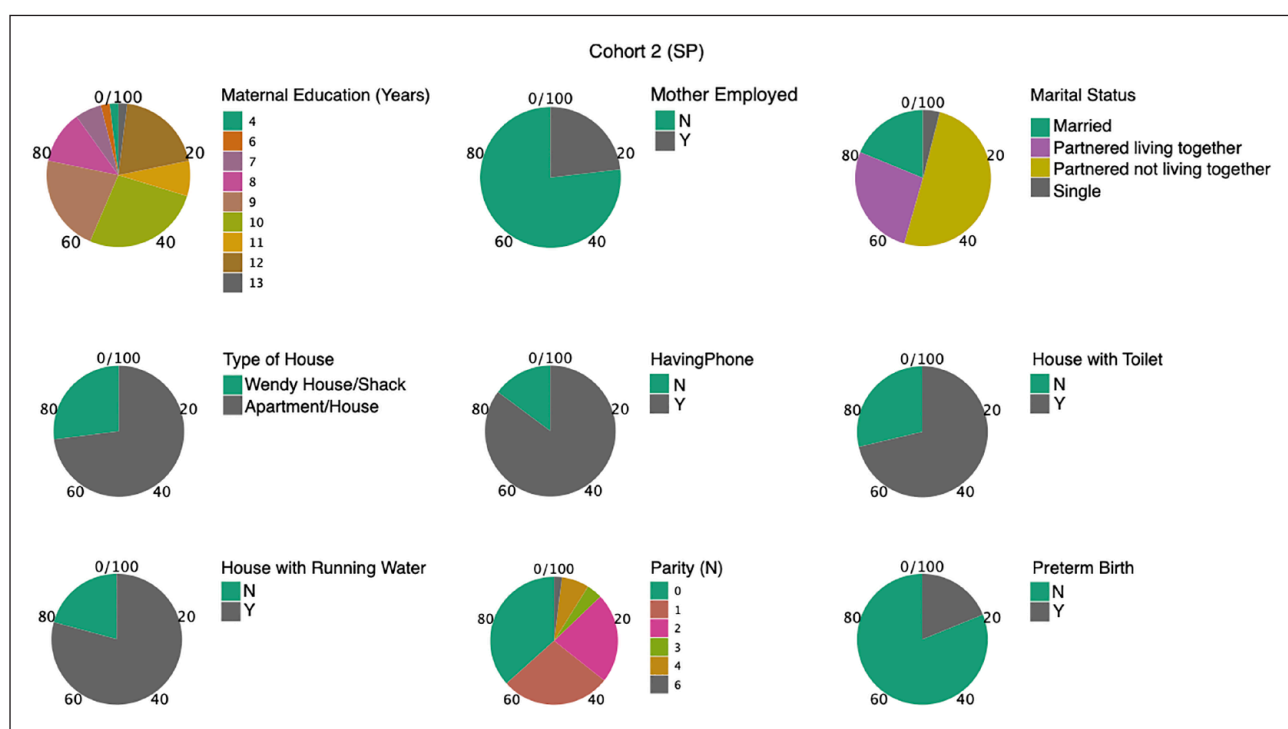 Cohort 2 (SP)
0/100
20
40
60
80
Maternal Education (Years)
4
6
7
8
9
10
11
12
13
0/100
20
40
60
Mother Employed
N
Y
0/100
20
40
60
80
Marital Status
Married
Partnered living together
Partnered not living together
Single
0/100
20
40
60
80
Type of House
Wendy House/Shack
Apartment/House
0/100
20
40
60
80
HavingPhone
N
Y
0/100
20
40
60
80
House with Toilet
N
Y
0/100
20
40
60
80
House with Running Water
N
Y
0/100
20
40
60
80
Parity (N)
0
1
2
3
4
6
0/100
20
40
60
80
Preterm Birth
N
Y